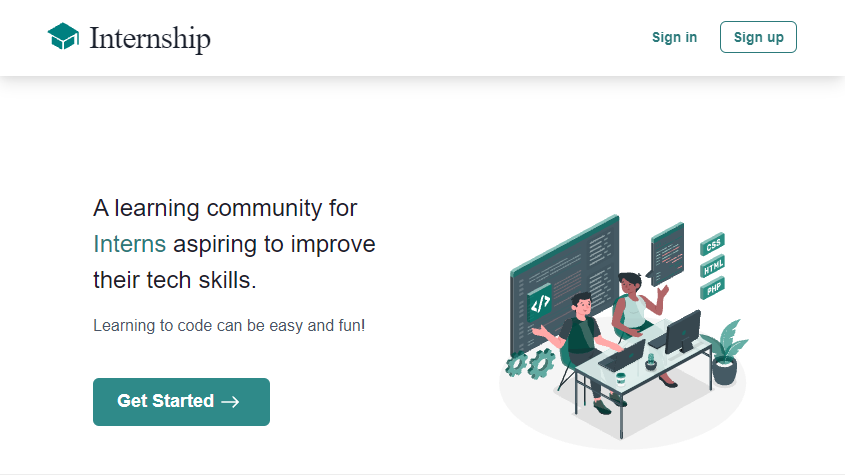 Internship
Sign in
Sign up
A learning community for
Interns aspiring to improve
their tech skills.
Learning to code can be easy and fun!
Get Started →
CSS
HTML
PHP
</>